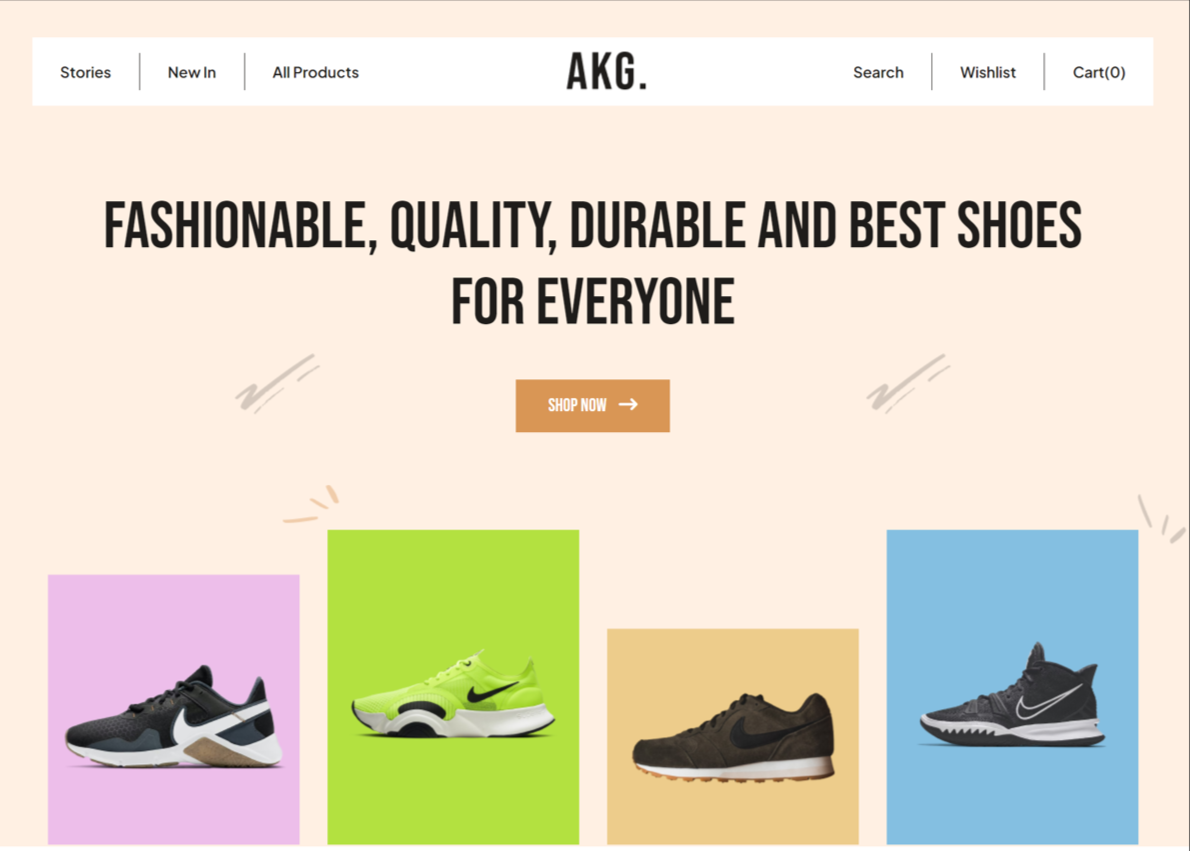 Stories
New In
All Products
AKG.
Search
Wishlist
Cart(0)
FASHIONABLE, QUALITY, DURABLE AND BEST SHOES
FOR EVERYONE
SHOP NOW